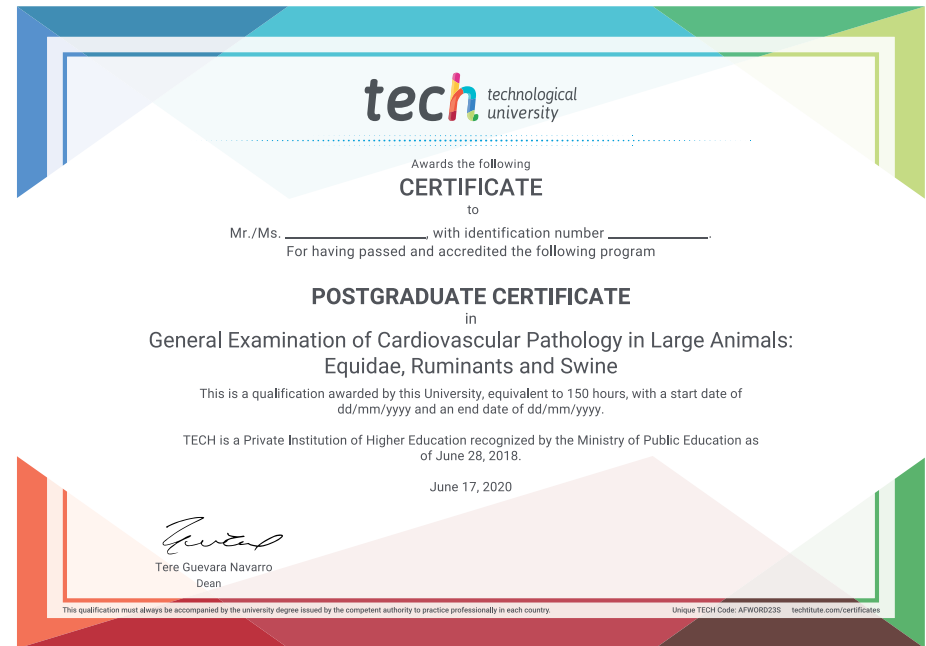 tech technological
university
Awards the following
CERTIFICATE
to
Mr./Ms. ____________, with identification number ____________.
For having passed and accredited the following program
POSTGRADUATE CERTIFICATE
in
General Examination of Cardiovascular Pathology in Large Animals:
Equidae, Ruminants and Swine
This is a qualification awarded by this University, equivalent to 150 hours, with a start date of
dd/mm/yyyy and an end date of dd/mm/yyyy.
TECH is a Private Institution of Higher Education recognized by the Ministry of Public Education as
of June 28, 2018.
June 17, 2020
Tere Guevara Navarro
Dean
This qualification must always be accompanied by the university degree issued by the competent authority to practice professionally in each country.
Unique TECH Code: AFWORD23S techtitute.com/certificates